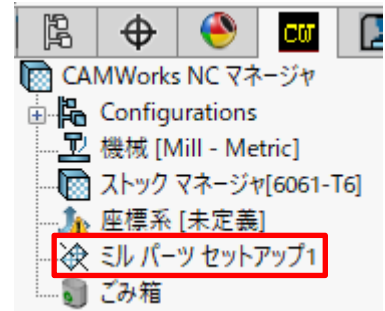 CW
CAMWorks NC マネージャ
Configurations
機械 [Mill - Metric]
ストック マネージャ[6061-T6]
座標系 [未定義]
ミル パーツ セットアップ1
ごみ箱